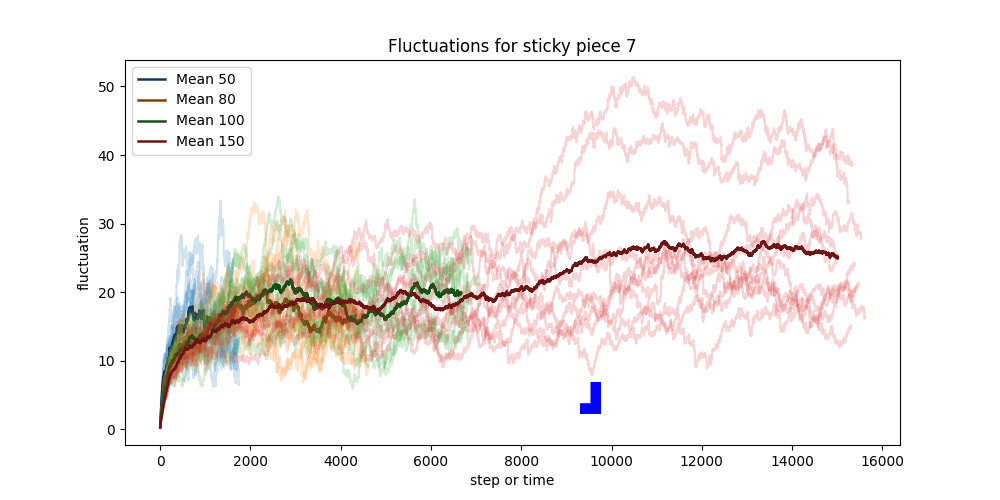 Fluctuations for sticky piece 7
Mean 50
Mean 80
Mean 100
Mean 150
fluctuation
50
40
30
20
10
0
0 2000 4000 6000 8000 10000 12000 14000 16000
step or time